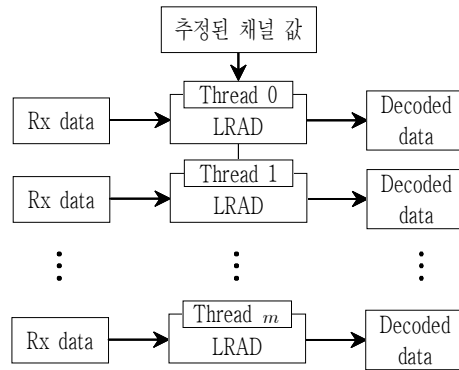 추정된 채널 값
Thread 0
Rx data
LRAD
Decoded
data
Thread 1
Rx data
LRAD
Decoded
data
Thread m
Rx data
LRAD
Decoded
data